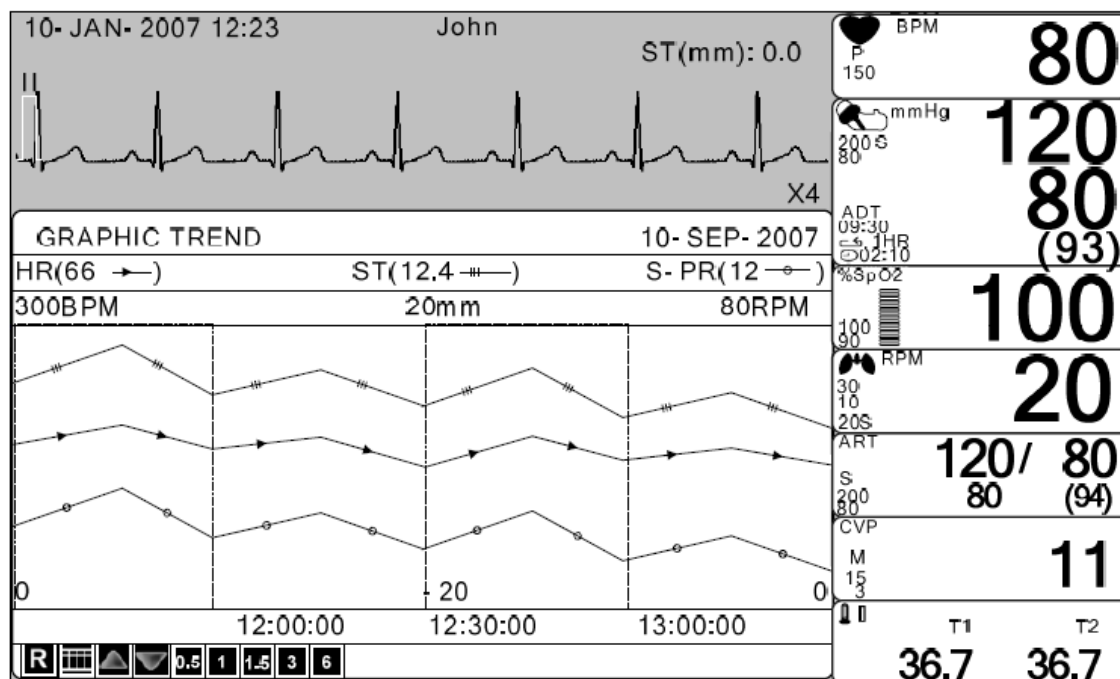 10- JAN- 2007 12:23 John
ST(mm): 0.0
II
X4
GRAPHIC TREND 10- SEP- 2007
HR(66 ) ST(12.4 ) S- PR(12 )
300BPM 20mm 80RPM
0 - 20 0
12:00:00 12:30:00 13:00:00
R 0.5 1 1.5 3 6
BPM
P
150
80
mmHg
200 S
80
120
80
(93)
ADT
09:30
1HR
02:10
%SpO2
100
90
100
RPM
30
10
20S
20
ART
S
200
80
120/ 80
80 (94)
CVP
M
15
3
11
T1 T2
36.7 36.7